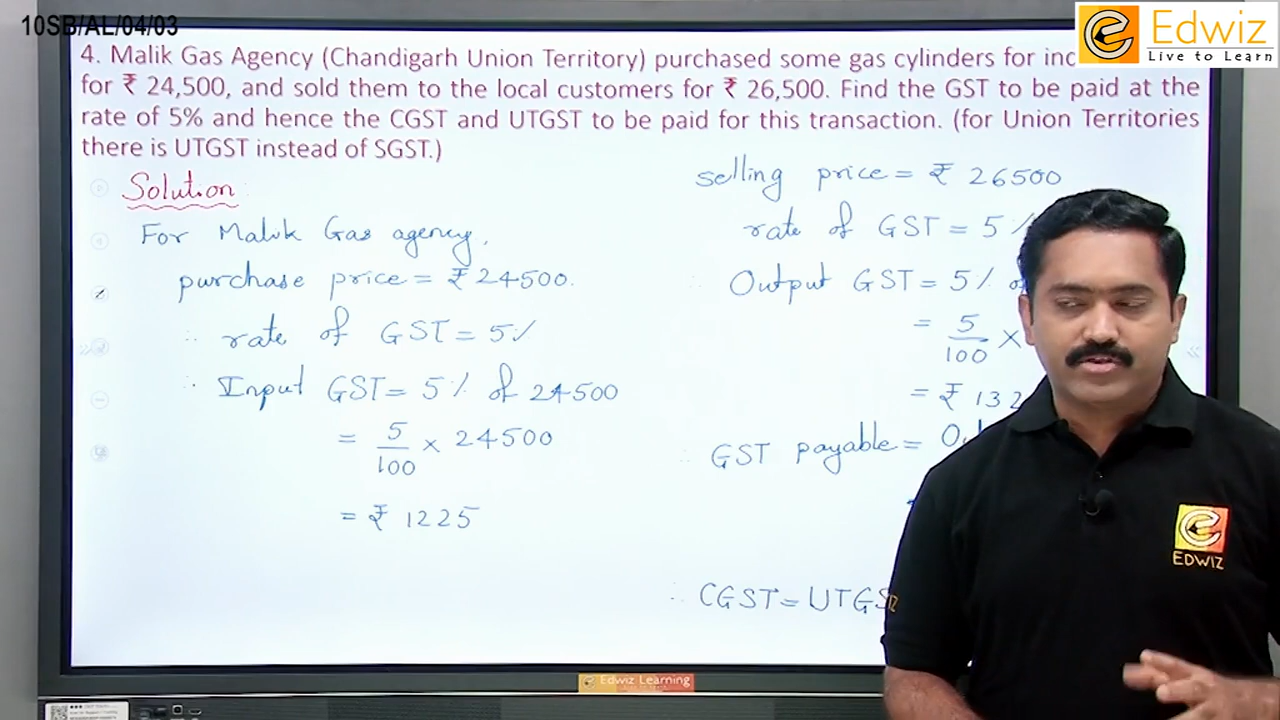 10SB/AL/04/03
Edwiz
Live to Learn
4. Malik Gas Agency (Chandigarh Union Territory) purchased some gas cylinders for
for ₹ 24,500, and sold them to the local customers for ₹ 26,500. Find the GST to be paid at the
rate of 5% and hence the CGST and UTGST to be paid for this transaction. (for Union Territories
there is UTGST instead of SGST.)
Solution
For Malik Gas agency,
purchase price = ₹ 24500.
∴ rate of GST = 5%
∴ Input GST = 5% of 24500
= 5/100 × 24500
= ₹ 1225
selling price = ₹ 26500
rate of GST = 5%
Output GST = 5%
= 5/100 ×
= ₹ 132
GST payable =
∴ CGST = UTGS
EDWIZ
Edwiz Learning